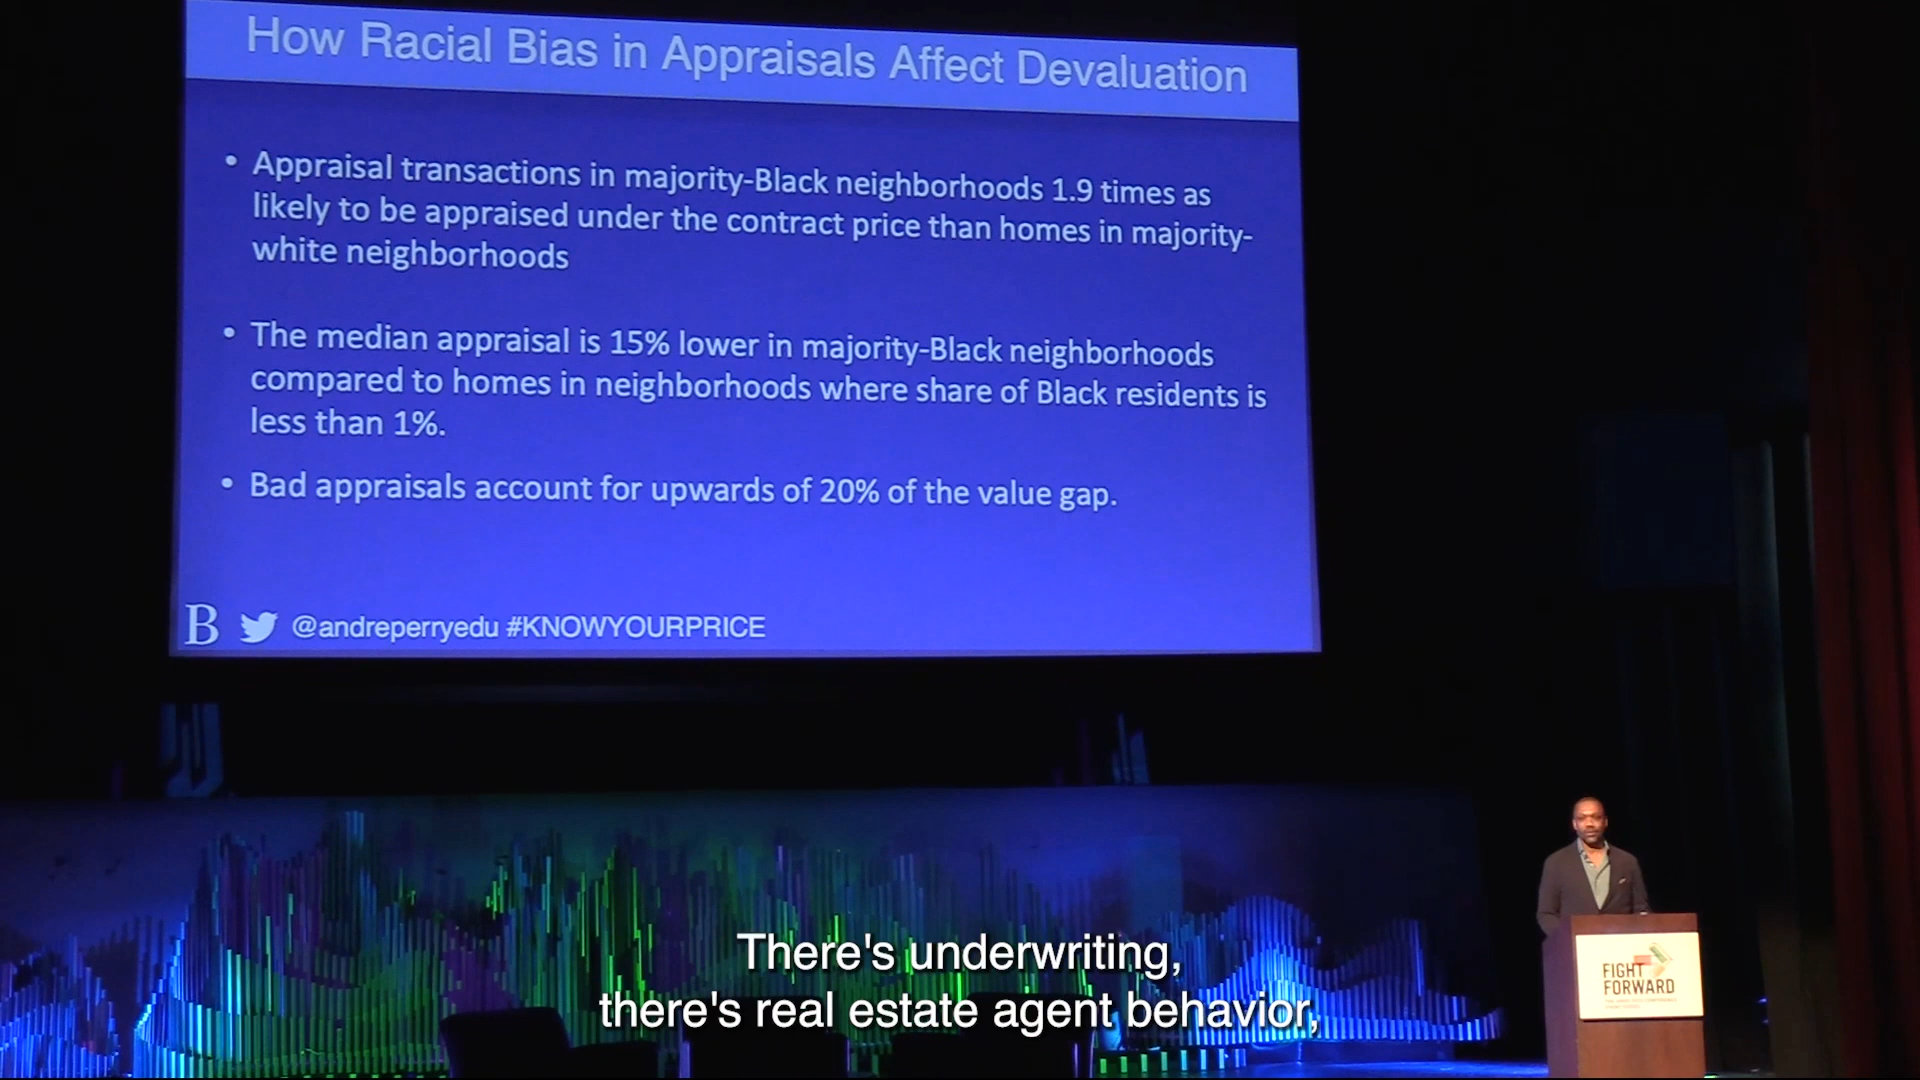 How Racial Bias in Appraisals Affect Devaluation
• Appraisal transactions in majority-Black neighborhoods 1.9 times as
likely to be appraised under the contract price than homes in majority-
white neighborhoods
• The median appraisal is 15% lower in majority-Black neighborhoods
compared to homes in neighborhoods where share of Black residents is
less than 1%.
• Bad appraisals account for upwards of 20% of the value gap.
B @andreperryedu #KNOWYOURPRICE
FIGHT
FORWARD
There's underwriting,
there's real estate agent behavior,